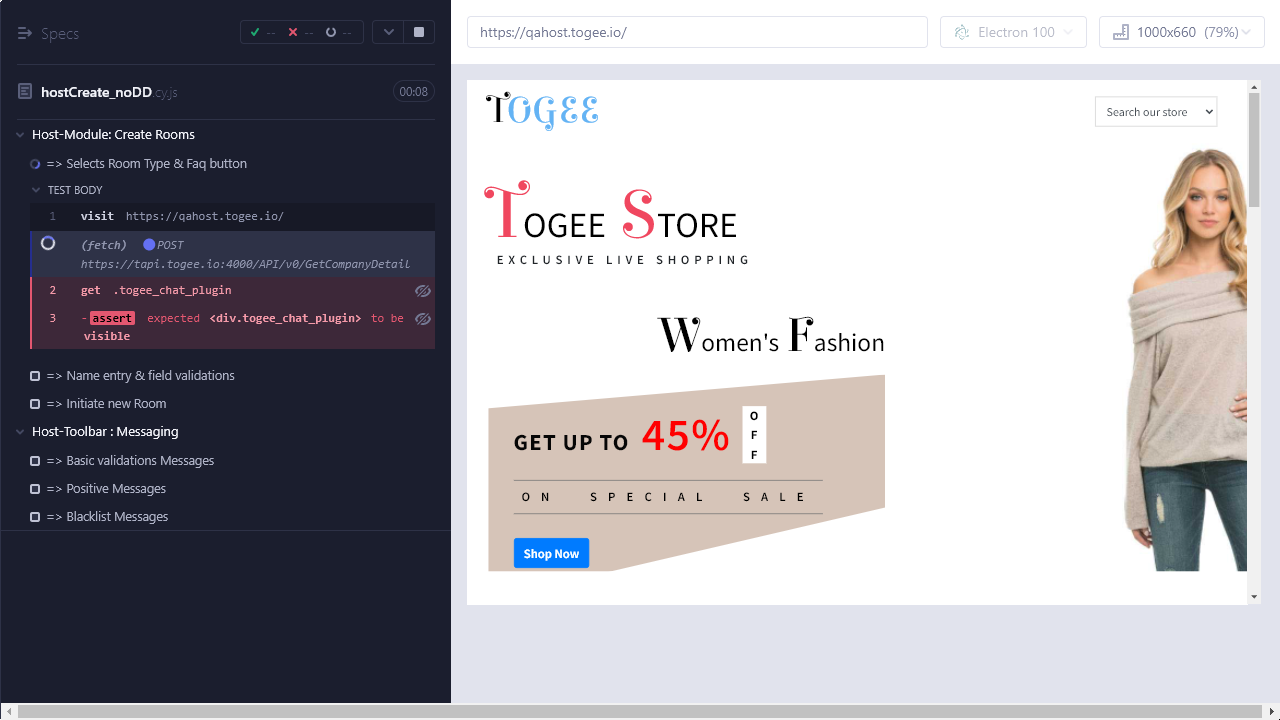 Specs
-- -- --
hostCreate_noDD.cy.js 00:08
Host-Module: Create Rooms
=> Selects Room Type & Faq button
TEST BODY
1 visit https://qahost.togee.io/
(fetch) POST
https://tapi.togee.io:4000/API/v0/GetCompanyDetail
2 get .togee_chat_plugin
3 -assert expected <div.togee_chat_plugin> to be
visible
=> Name entry & field validations
=> Initiate new Room
Host-Toolbar : Messaging
=> Basic validations Messages
=> Positive Messages
=> Blacklist Messages
https://qahost.togee.io/
Electron 100
1000x660 (79%)
TOGEE
Search our store
TOGEE STORE
EXCLUSIVE LIVE SHOPPING
Women's Fashion
GET UP TO 45% OFF
ON SPECIAL SALE
Shop Now